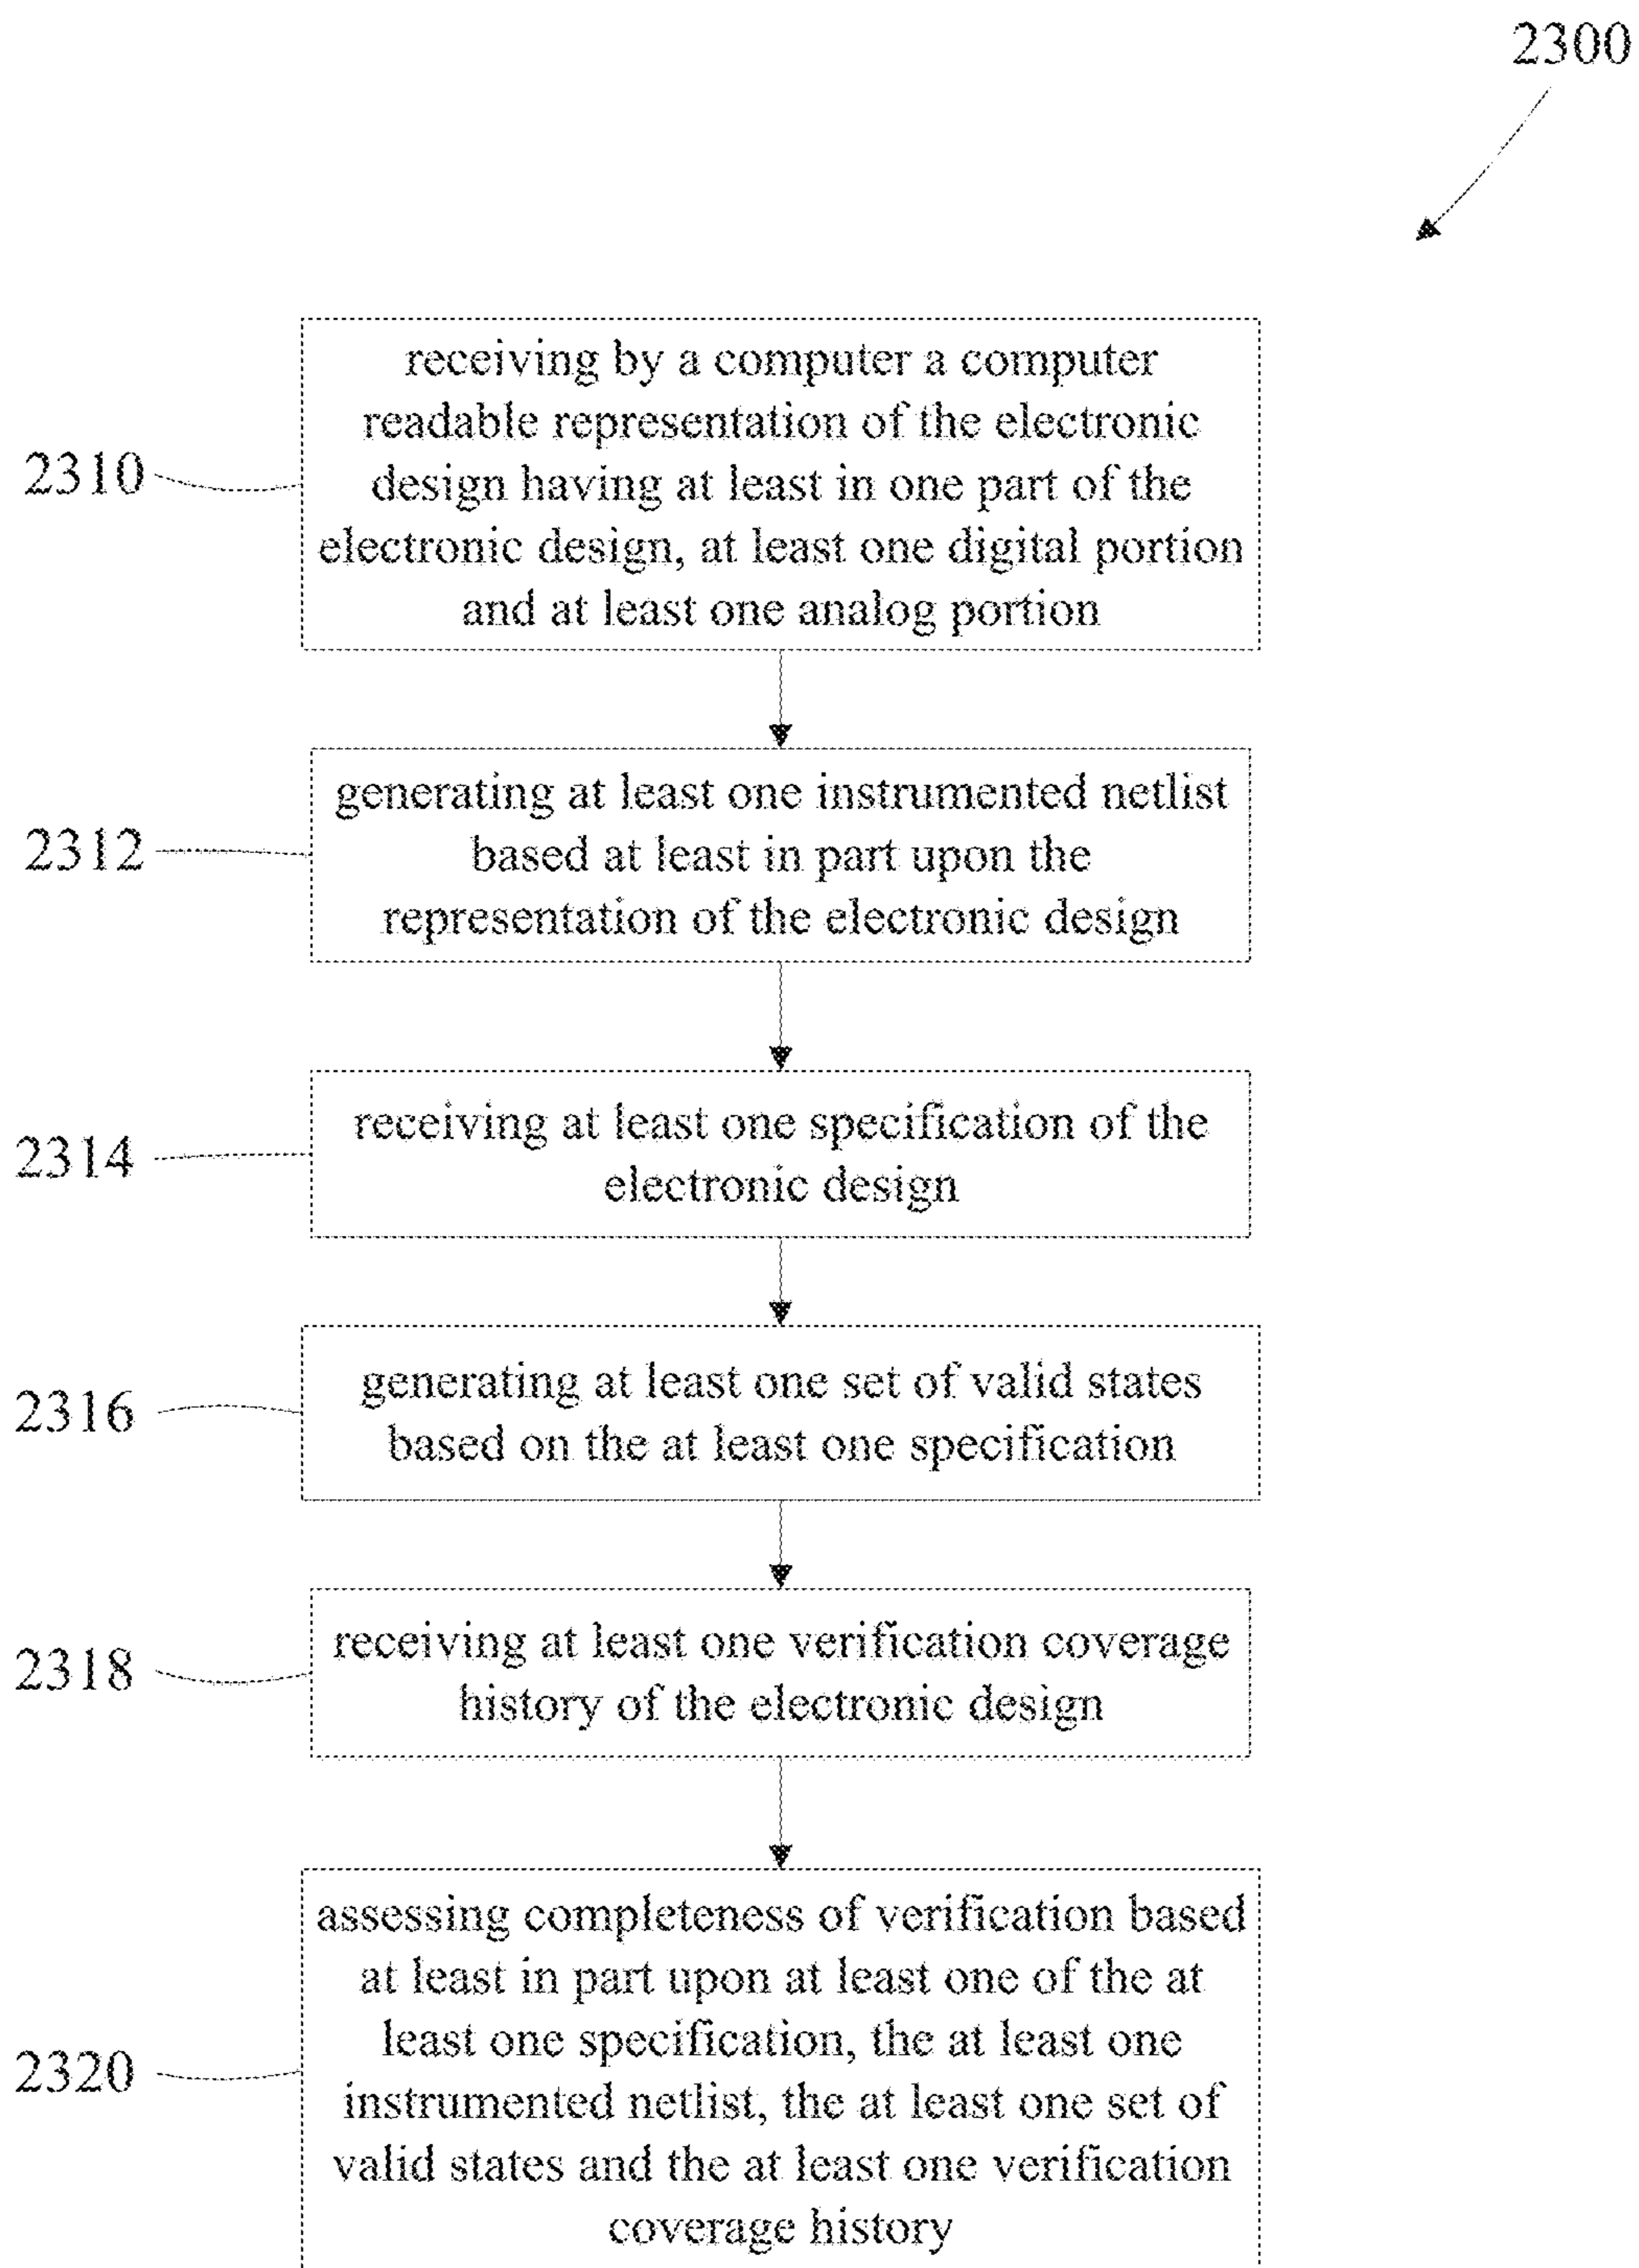 2300
receiving by a computer a computer
readable representation of the electronic
design having at least in one part of the
electronic design, at least one digital portion
and at least one analog portion
2310
generating at least one instrumented netlist
based at least in part upon the
representation of the electronic design
2312
receiving at least one specification of the
electronic design
2314
generating at least one set of valid states
based on the at least one specification
2316
receiving at least one verification coverage
history of the electronic design
2318
assessing completeness of verification based
at least in part upon at least one of the at
least one specification, the at least one
instrumented netlist, the at least one set of
valid states and the at least one verification
coverage history
2320